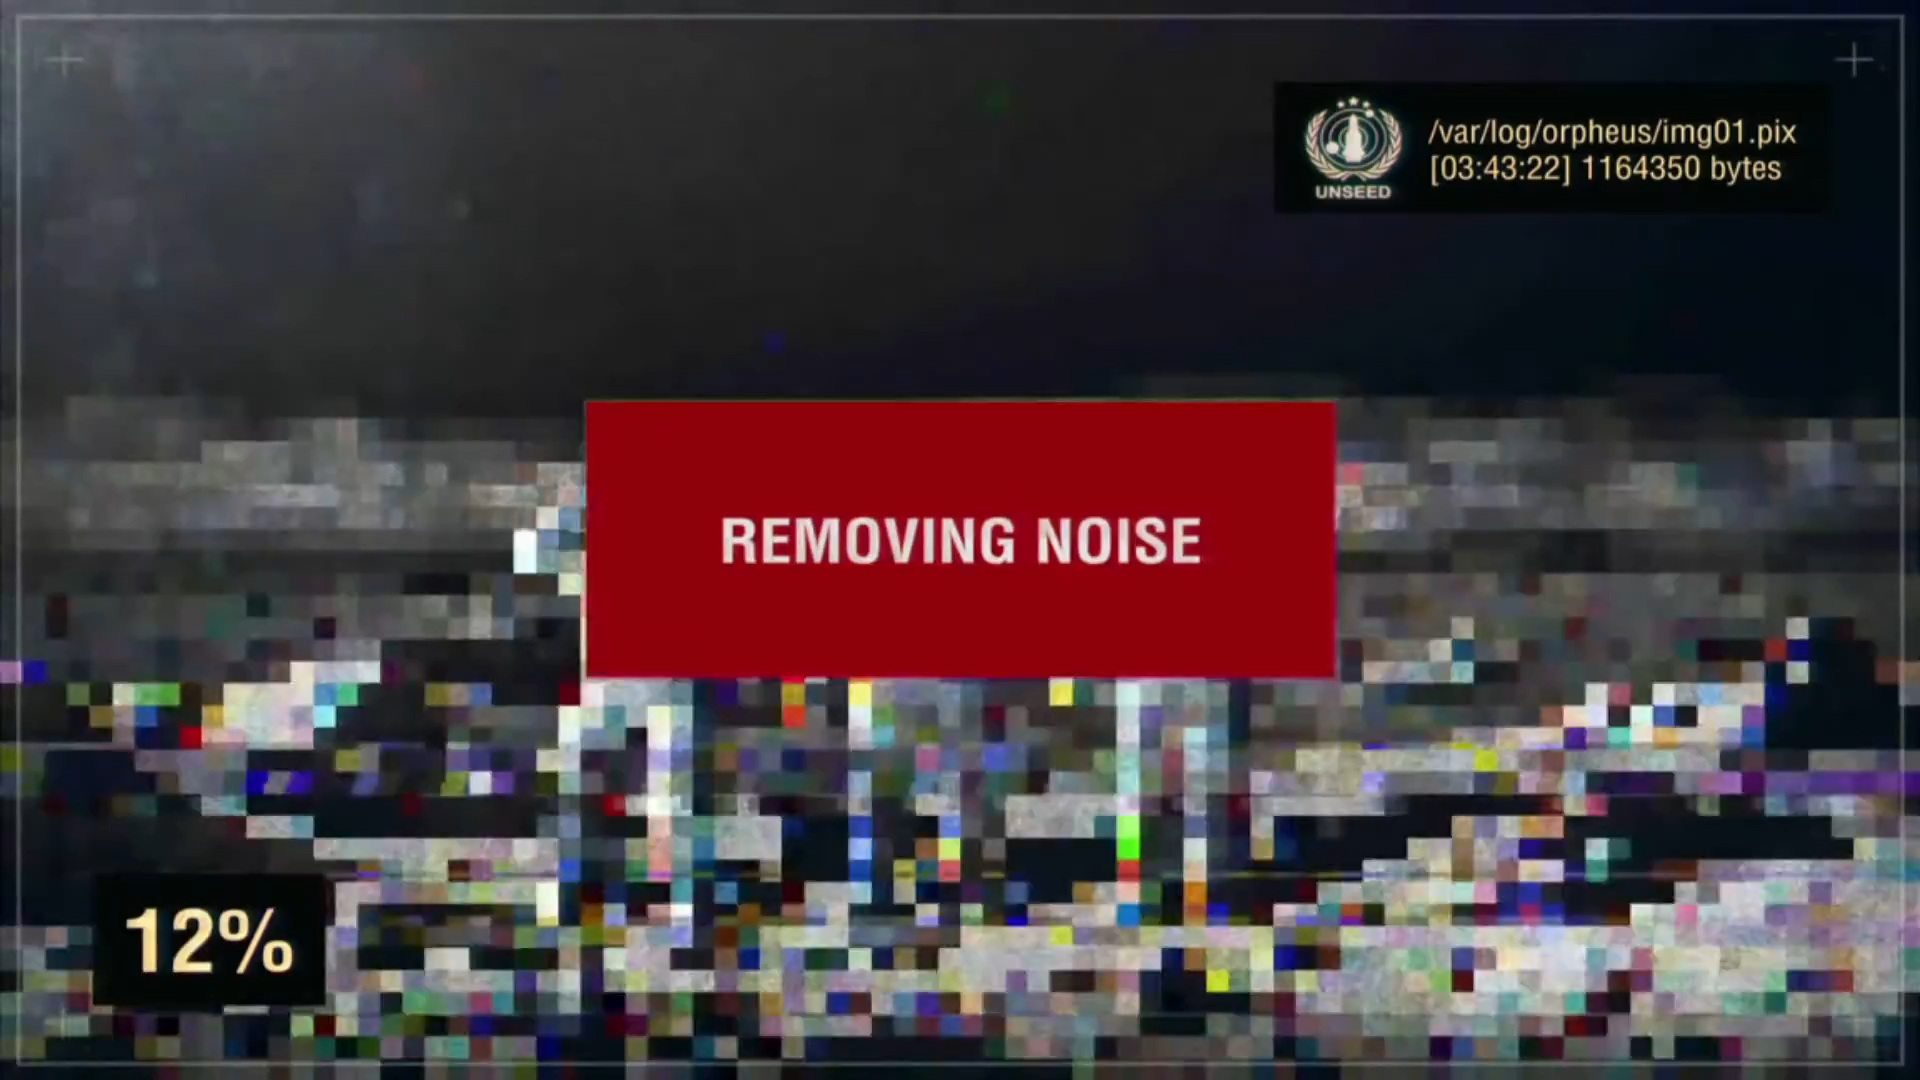 /var/log/orpheus/img01.pix
[03:43:22] 1164350 bytes
UNSEED
REMOVING NOISE
12%